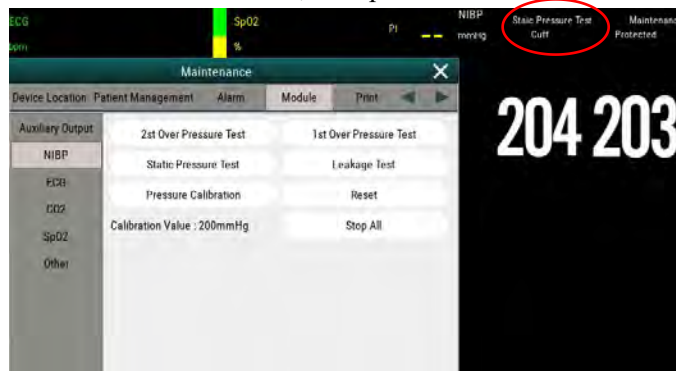 ECG
bpm
SpO2
%
PI
-- 
NIBP
mmHg
Staic Pressure Test
Cuff
Maintenanc
Protected
204 203
Maintenance
Device Location Patient Management Alarm Module Print
Auxiliary Output
NIBP
ECG
CO2
SpO2
Other
2st Over Pressure Test
1st Over Pressure Test
Static Pressure Test
Leakage Test
Pressure Calibration
Reset
Calibration Value : 200mmHg
Stop All